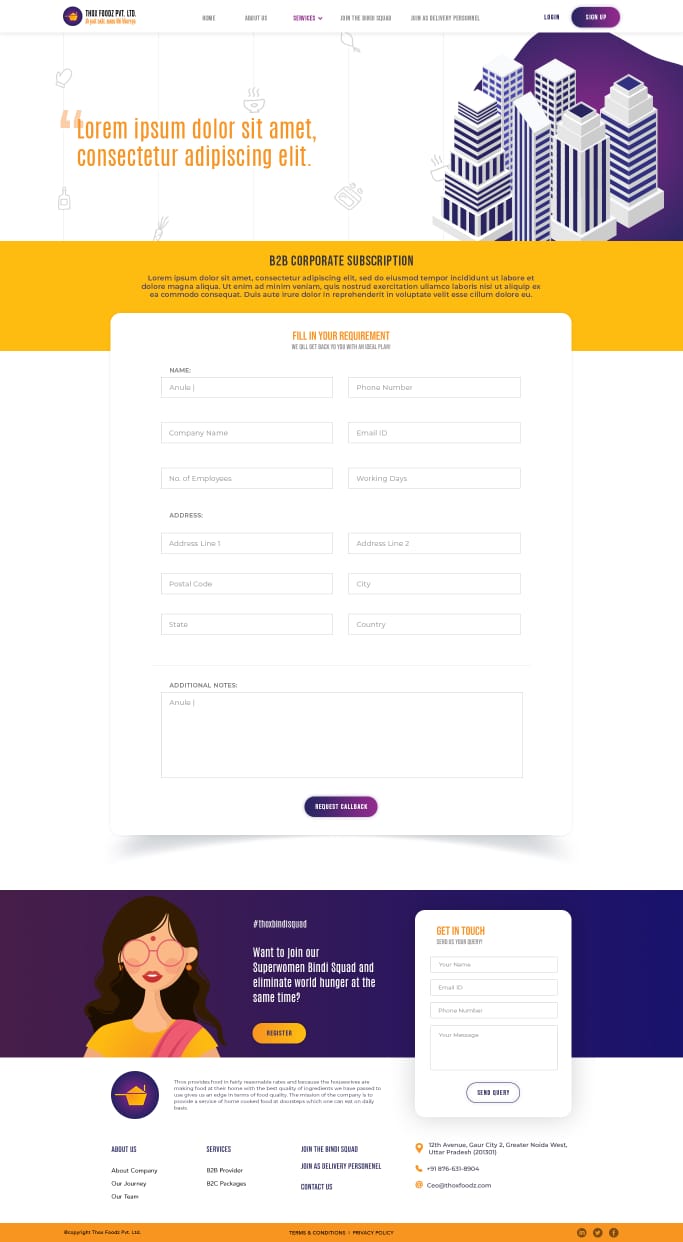 THOX FOODZ PVT. LTD.
HOME
ABOUT US
SERVICES
JOIN THE BINDI SQUAD
JOIN AS DELIVERY PERSONNEL
LOGIN
SIGN UP
“Lorem ipsum dolor sit amet,
consectetur adipiscing elit.
B2B CORPORATE SUBSCRIPTION
Lorem ipsum dolor sit amet, consectetur adipiscing elit, sed do eiusmod tempor incididunt ut labore et
dolore magna aliqua. Ut enim ad minim veniam, quis nostrud exercitation ullamco laboris nisi ut aliquip ex
ea commodo consequat. Duis aute irure dolor in reprehenderit in voluptate velit esse cillum dolore eu.
FILL IN YOUR REQUIREMENT
WE WILL GET BACK YO YOU WITH AN IDEAL PLAN!
NAME:
Anule |
Phone Number
Company Name
Email ID
No. of Employees
Working Days
ADDRESS:
Address Line 1
Address Line 2
Postal Code
City
State
Country
ADDITIONAL NOTES:
Anule |
REQUEST CALLBACK
#thoxbindisquad
Want to join our
Superwomen Bindi Squad and
eliminate world hunger at the
same time?
REGISTER
GET IN TOUCH
SEND US YOUR QUERY!
Your Name
Email ID
Phone Number
Your Message
SEND QUERY
Thox provides food in fairly reasonable rates and because the housewives are
making food at their home with the best quality of ingredients we have passed to
use gives us an edge in terms of food quality. The mission of the company is to
provide a service of home cooked food at doorsteps which one can eat on daily
basis.
ABOUT US
About Company
Our Journey
Our Team
SERVICES
B2B Provider
B2C Packages
JOIN THE BINDI SQUAD
JOIN AS DELIVERY PERSONENEL
CONTACT US
12th Avenue, Gaur City 2, Greater Noida West,
Uttar Pradesh (201301)
+91 876-631-8904
Ceo@thoxfoodz.com
©copyright Thox Foodz Pvt. Ltd.
TERMS & CONDITIONS | PRIVACY POLICY